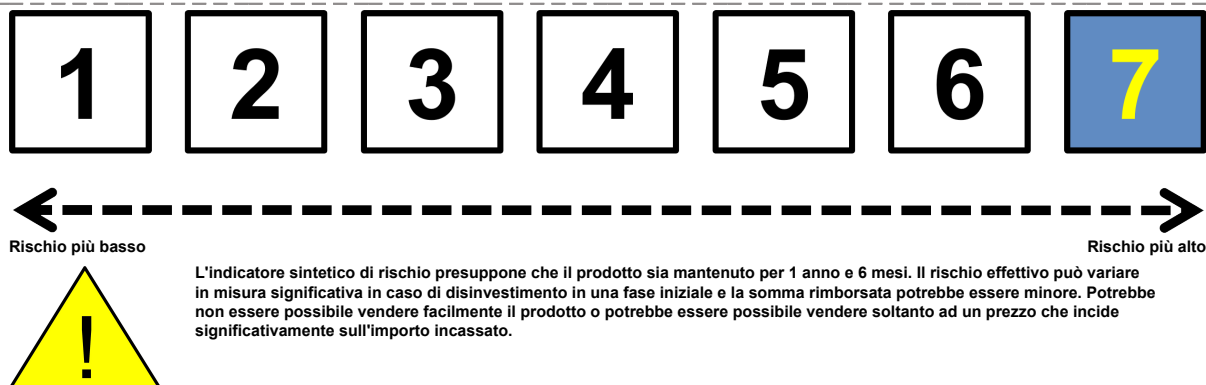 1 2 3 4 5 6 7
Rischio più basso Rischio più alto
L'indicatore sintetico di rischio presuppone che il prodotto sia mantenuto per 1 anno e 6 mesi. Il rischio effettivo può variare
in misura significativa in caso di disinvestimento in una fase iniziale e la somma rimborsata potrebbe essere minore. Potrebbe
non essere possibile vendere facilmente il prodotto o potrebbe essere possibile vendere soltanto ad un prezzo che incide
significativamente sull'importo incassato.
!